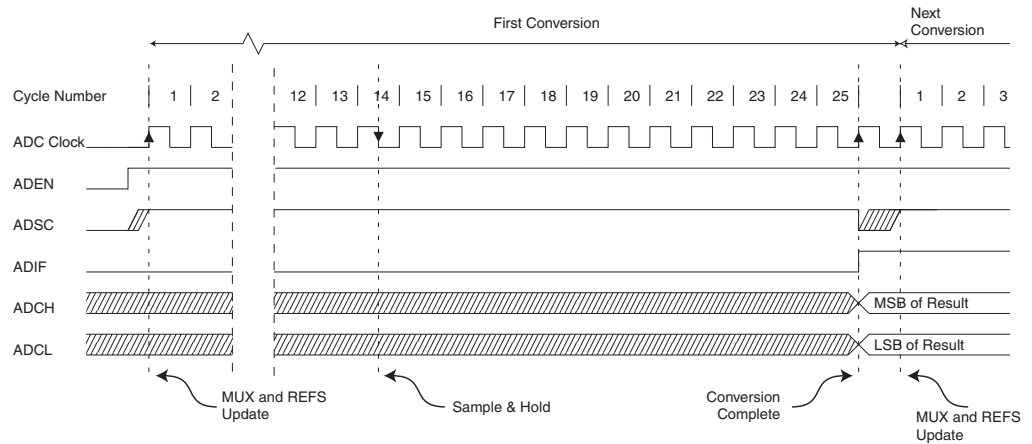 First Conversion
Next
Conversion
Cycle Number 1 2 12 13 14 15 16 17 18 19 20 21 22 23 24 25 1 2 3
ADC Clock
ADEN
ADSC
ADIF
ADCH MSB of Result
ADCL LSB of Result
MUX and REFS
Update
Sample & Hold
Conversion
Complete
MUX and REFS
Update